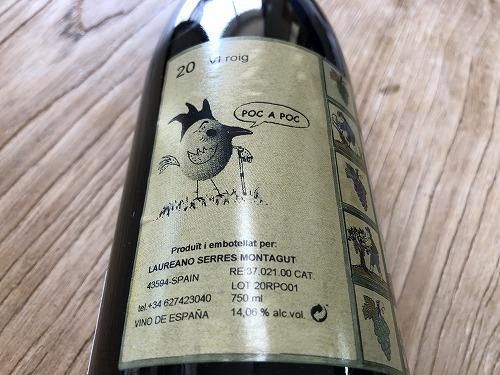 20 vi roig
POC A POC
Produït i embotellat per:
LAUREANO SERRES MONTAGUT
43594-SPAIN RE:37.021.00 CAT.
LOT 20RPO01
tel.+34 627423040 750 ml
VINO DE ESPAÑA 14,06 % alc.vol.